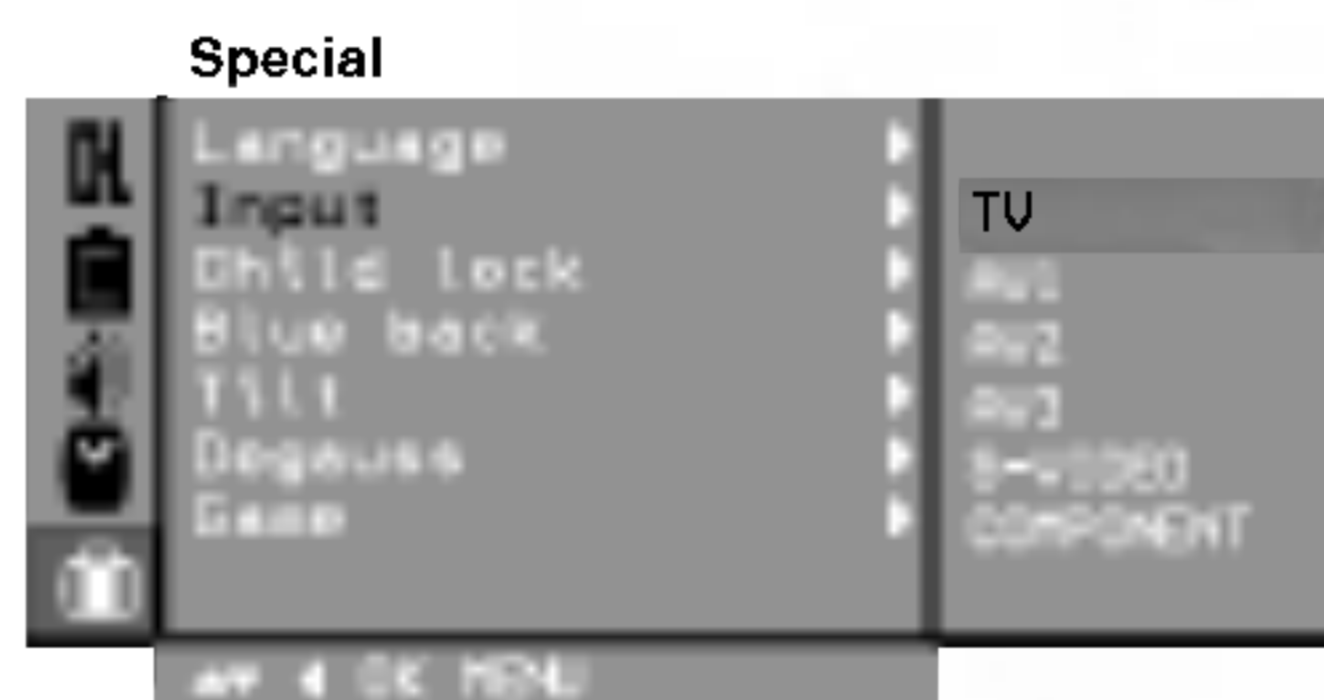 Special
Language
Input
Child lock
Blue back
Tilt
Degauss
Game
TV
AV1
AV2
AV3
S-VIDEO
COMPONENT
▲▼ ◀ OK MENU